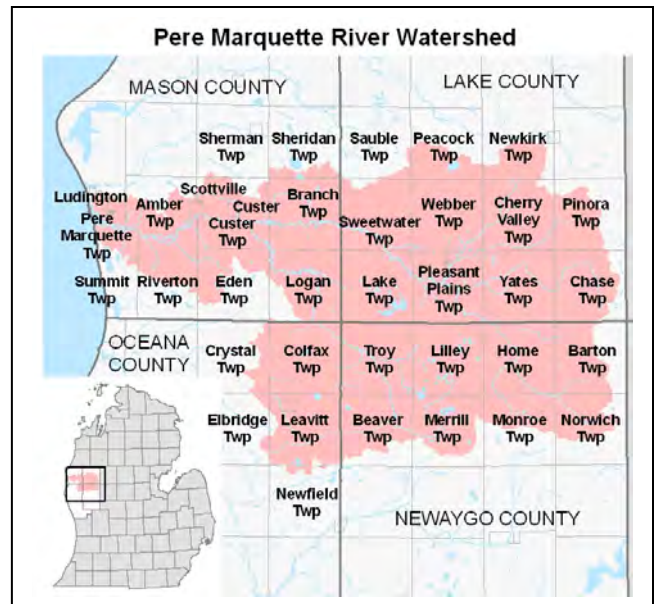 Pere Marquette River Watershed
MASON COUNTY
LAKE COUNTY
Sherman
Twp
Sheridan
Twp
Sauble
Twp
Peacock
Twp
Newkirk
Twp
Ludington
Pere
Marquette
Twp
Amber
Twp
Scottville
Custer
Custer
Twp
Branch
Twp
Sweetwater
Twp
Webber
Twp
Cherry
Valley
Twp
Pinora
Twp
Summit
Twp
Riverton
Twp
Eden
Twp
Logan
Twp
Lake
Twp
Pleasant
Plains
Twp
Yates
Twp
Chase
Twp
OCEANA
COUNTY
Crystal
Twp
Colfax
Twp
Troy
Twp
Lilley
Twp
Home
Twp
Barton
Twp
Elbridge
Twp
Leavitt
Twp
Beaver
Twp
Merrill
Twp
Monroe
Twp
Norwich
Twp
Newfield
Twp
NEWAYGO COUNTY